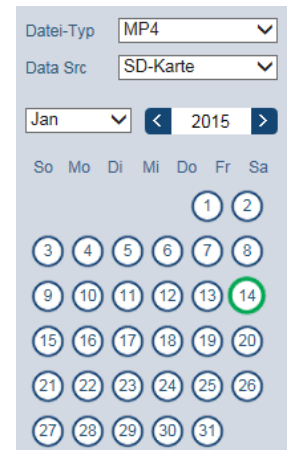 Datei-Typ MP4
Data Src SD-Karte
Jan < 2015 >
So Mo Di Mi Do Fr Sa
1 2
3 4 5 6 7 8
9 10 11 12 13 14
15 16 17 18 19 20
21 22 23 24 25 26
27 28 29 30 31